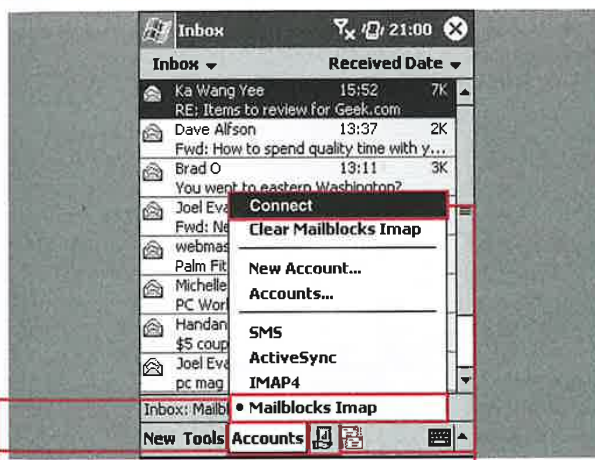 Inbox 21:00
Inbox Received Date
Ka Wang Yee 15:52 7K
RE: Items to review for Geek.com
Dave Alfson 13:37 2K
Fwd: How to spend quality time with y...
Brad O 13:11 3K
You went to eastern Washington?
Joel Eva
Fwd: Ne
webmas
Palm Fit
Michelle
PC Worl
Handan
$5 coup
Joel Eva
pc mag
Connect
Clear Mailblocks Imap
New Account...
Accounts...
SMS
ActiveSync
IMAP4
• Mailblocks Imap
Inbox: Mailb
New Tools Accounts